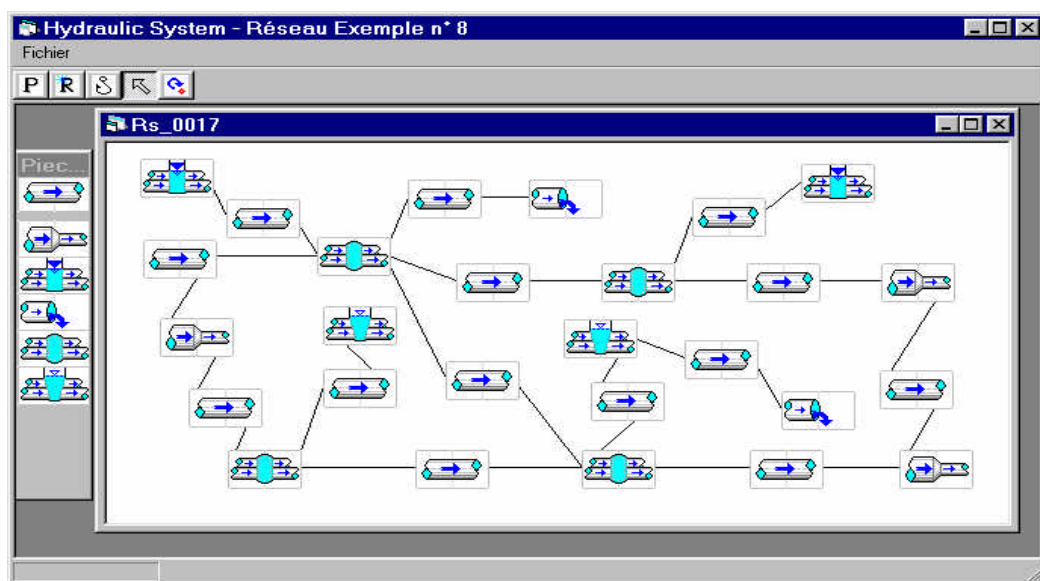 Hydraulic System - Réseau Exemple n° 8
Fichier
P R
Rs_0017
Piec...